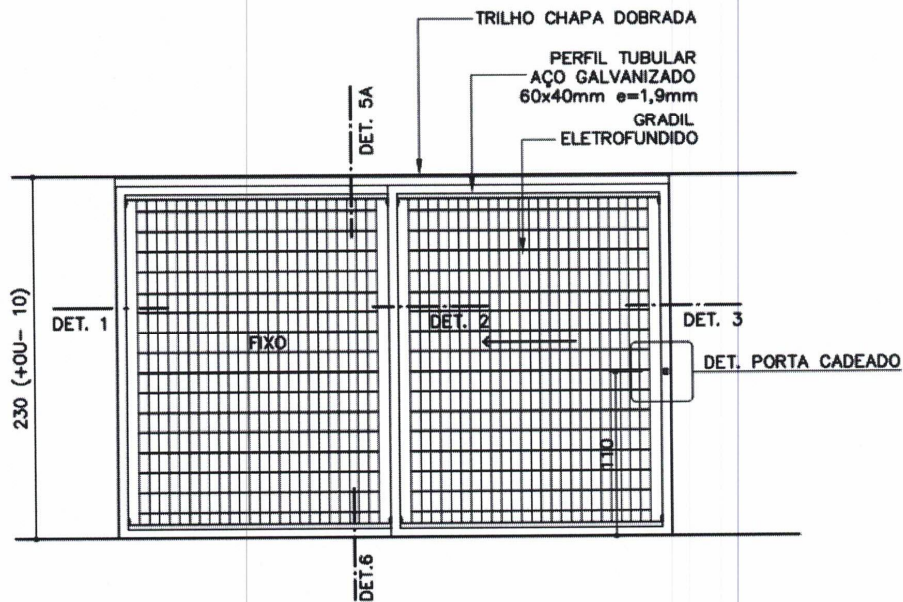 TRILHO CHAPA DOBRADA
PERFIL TUBULAR
AÇO GALVANIZADO
60x40mm e=1,9mm
GRADIL
ELETROFUNDIDO
DET. 5A
230 (+OU- 10)
DET. 1
FIXO
DET. 2
DET. 3
DET. PORTA CADEADO
110
DET.6